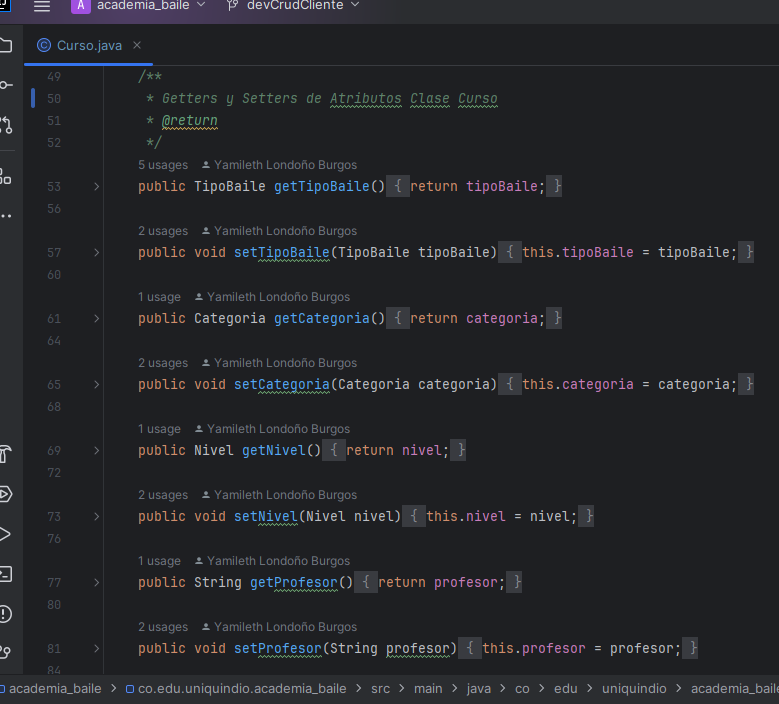 A academia_baile devCrudCliente
Curso.java
49 /**
50 * Getters y Setters de Atributos Clase Curso
51 * @return
52 */
5 usages Yamileth Londoño Burgos
53 public TipoBaile getTipoBaile() { return tipoBaile; }
56
2 usages Yamileth Londoño Burgos
57 public void setTipoBaile(TipoBaile tipoBaile) { this.tipoBaile = tipoBaile; }
60
1 usage Yamileth Londoño Burgos
61 public Categoria getCategoria() { return categoria; }
64
2 usages Yamileth Londoño Burgos
65 public void setCategoria(Categoria categoria) { this.categoria = categoria; }
68
1 usage Yamileth Londoño Burgos
69 public Nivel getNivel() { return nivel; }
72
2 usages Yamileth Londoño Burgos
73 public void setNivel(Nivel nivel) { this.nivel = nivel; }
76
1 usage Yamileth Londoño Burgos
77 public String getProfesor() { return profesor; }
80
2 usages Yamileth Londoño Burgos
81 public void setProfesor(String profesor) { this.profesor = profesor; }
84
academia_baile > co.edu.uniquindio.academia_baile > src > main > java > co > edu > uniquindio > academia_baile